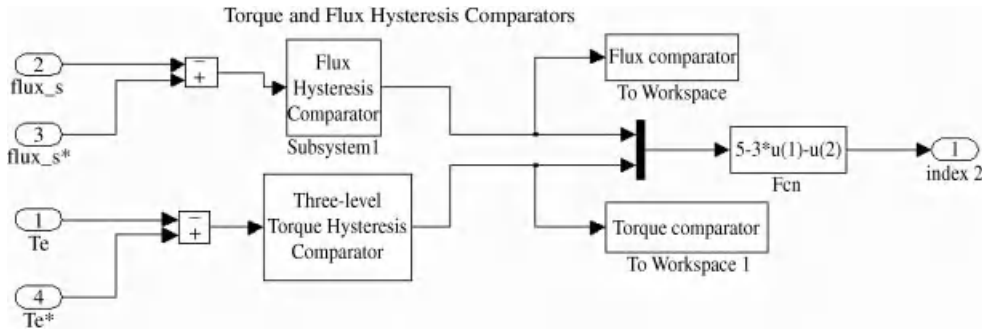 Torque and Flux Hysteresis Comparators
2
flux_s
3
flux_s*
−
+
Flux
Hysteresis
Comparator
Subsystem1
Flux comparator
To Workspace
5-3*u(1)-u(2)
Fcn
1
index 2
1
Te
4
Te*
−
+
Three-level
Torque Hysteresis
Comparator
Torque comparator
To Workspace 1